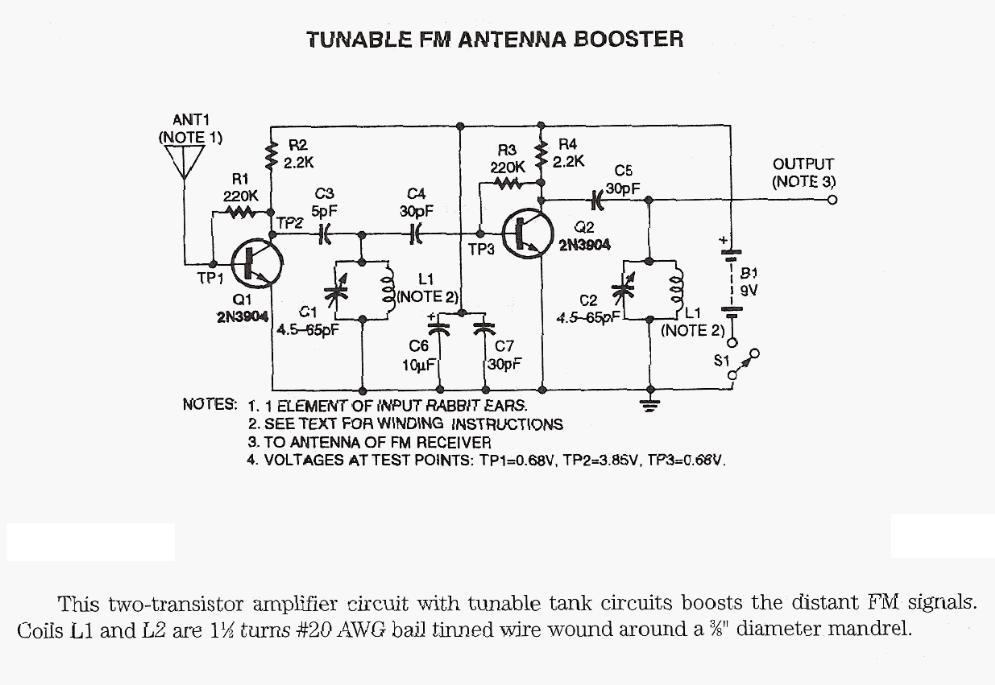 TUNABLE FM ANTENNA BOOSTER
ANT1
(NOTE 1)
R2
2.2K
R1
220K
TP2
C3
5pF
C4
30pF
R3
220K
R4
2.2K
C5
30pF
OUTPUT
(NOTE 3)
TP1
Q1
2N3904
C1
4.5–65pF
L1
(NOTE 2)
TP3
Q2
2N3904
+
C6
10µF
C7
30pF
C2
4.5–65pF
L1
(NOTE 2)
+
B1
9V
S1
NOTES: 1. 1 ELEMENT OF INPUT RABBIT EARS.
2. SEE TEXT FOR WINDING INSTRUCTIONS
3. TO ANTENNA OF FM RECEIVER
4. VOLTAGES AT TEST POINTS: TP1=0.68V, TP2=3.86V, TP3=0.66V.
This two-transistor amplifier circuit with tunable tank circuits boosts the distant FM signals.
Coils L1 and L2 are 1½ turns #20 AWG bail tinned wire wound around a ⅜" diameter mandrel.